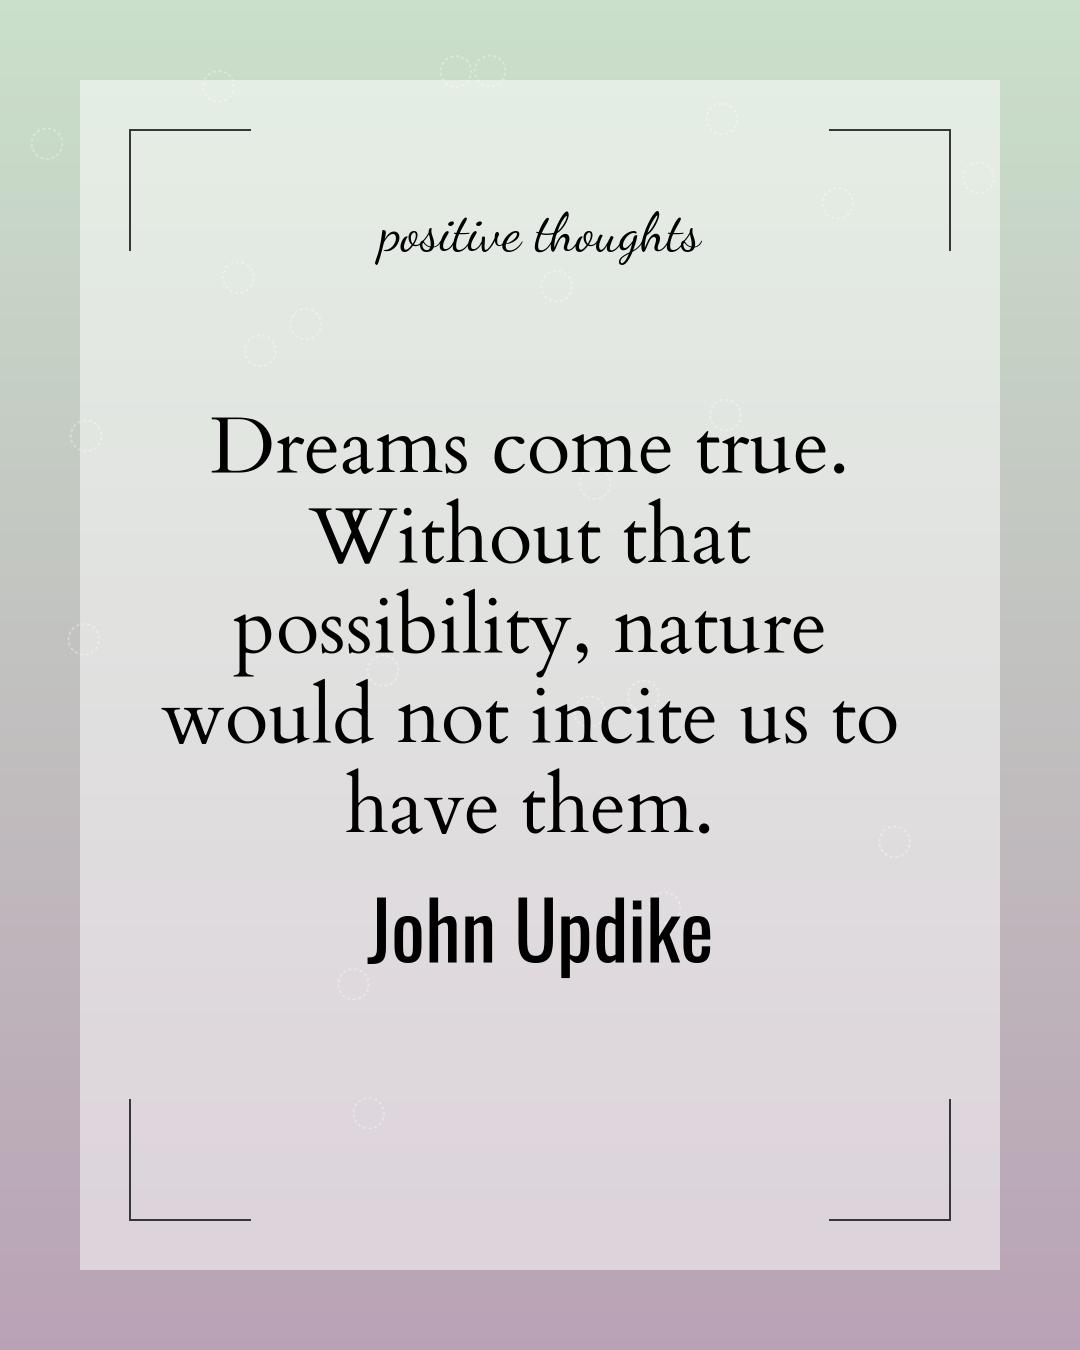 positive thoughts
Dreams come true.
Without that
possibility, nature
would not incite us to
have them.
John Updike